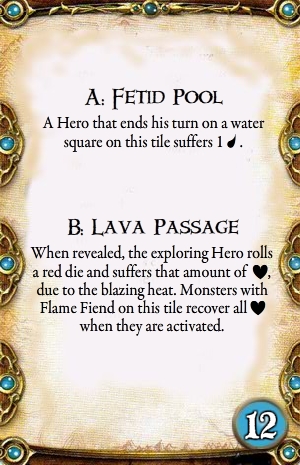 A: Fetid Pool
A Hero that ends his turn on a water
square on this tile suffers 1 .
B: Lava Passage
When revealed, the exploring Hero rolls
a red die and suffers that amount of ♥,
due to the blazing heat. Monsters with
Flame Fiend on this tile recover all ♥
when they are activated.
12